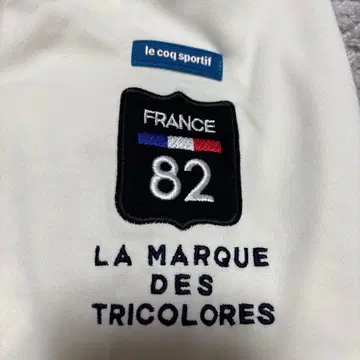 le coq sportif
FRANCE
82
LA MARQUE
DES
TRICOLORES